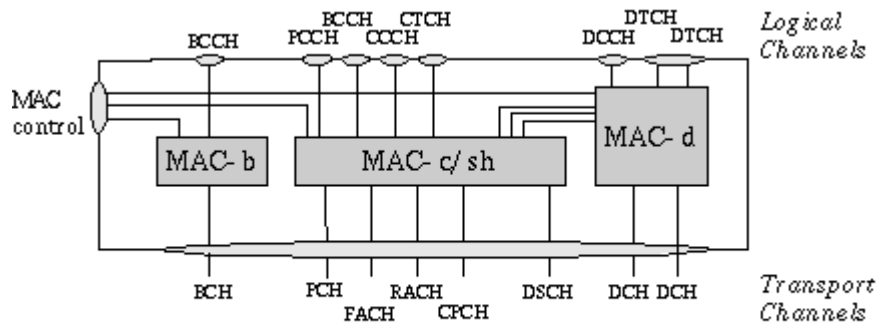 BCCH CTCH DTCH Logical
BCCH PCCH CCCH DCCH DTCH Channels
MAC
control
MAC- b MAC- c/ sh MAC- d
BCH PCH RACH DSCH DCH DCH Transport
FACH CPCH Channels